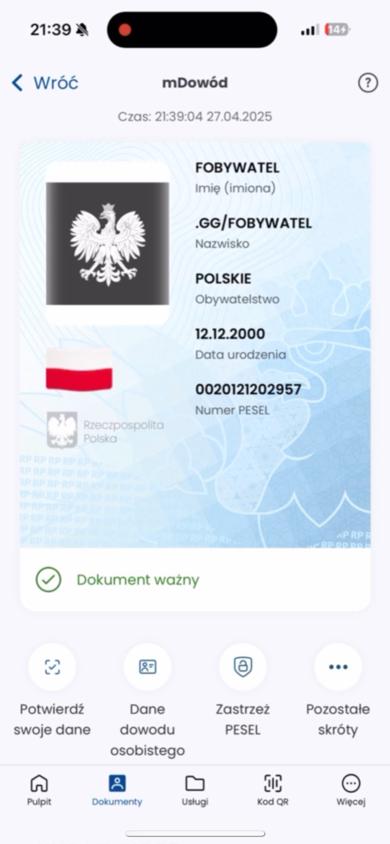 21:39
14
Wróć
mDowód
?
Czas: 21:39:04 27.04.2025
FOBYWATEL
Imię (imiona)
.GG/FOBYWATEL
Nazwisko
POLSKIE
Obywatelstwo
12.12.2000
Data urodzenia
0020121202957
Numer PESEL
Rzeczpospolita
Polska
Dokument ważny
Potwierdź
swoje dane
Dane
dowodu
osobistego
Zastrzeż
PESEL
Pozostałe
skróty
Pulpit
Dokumenty
Usługi
Kod QR
Więcej